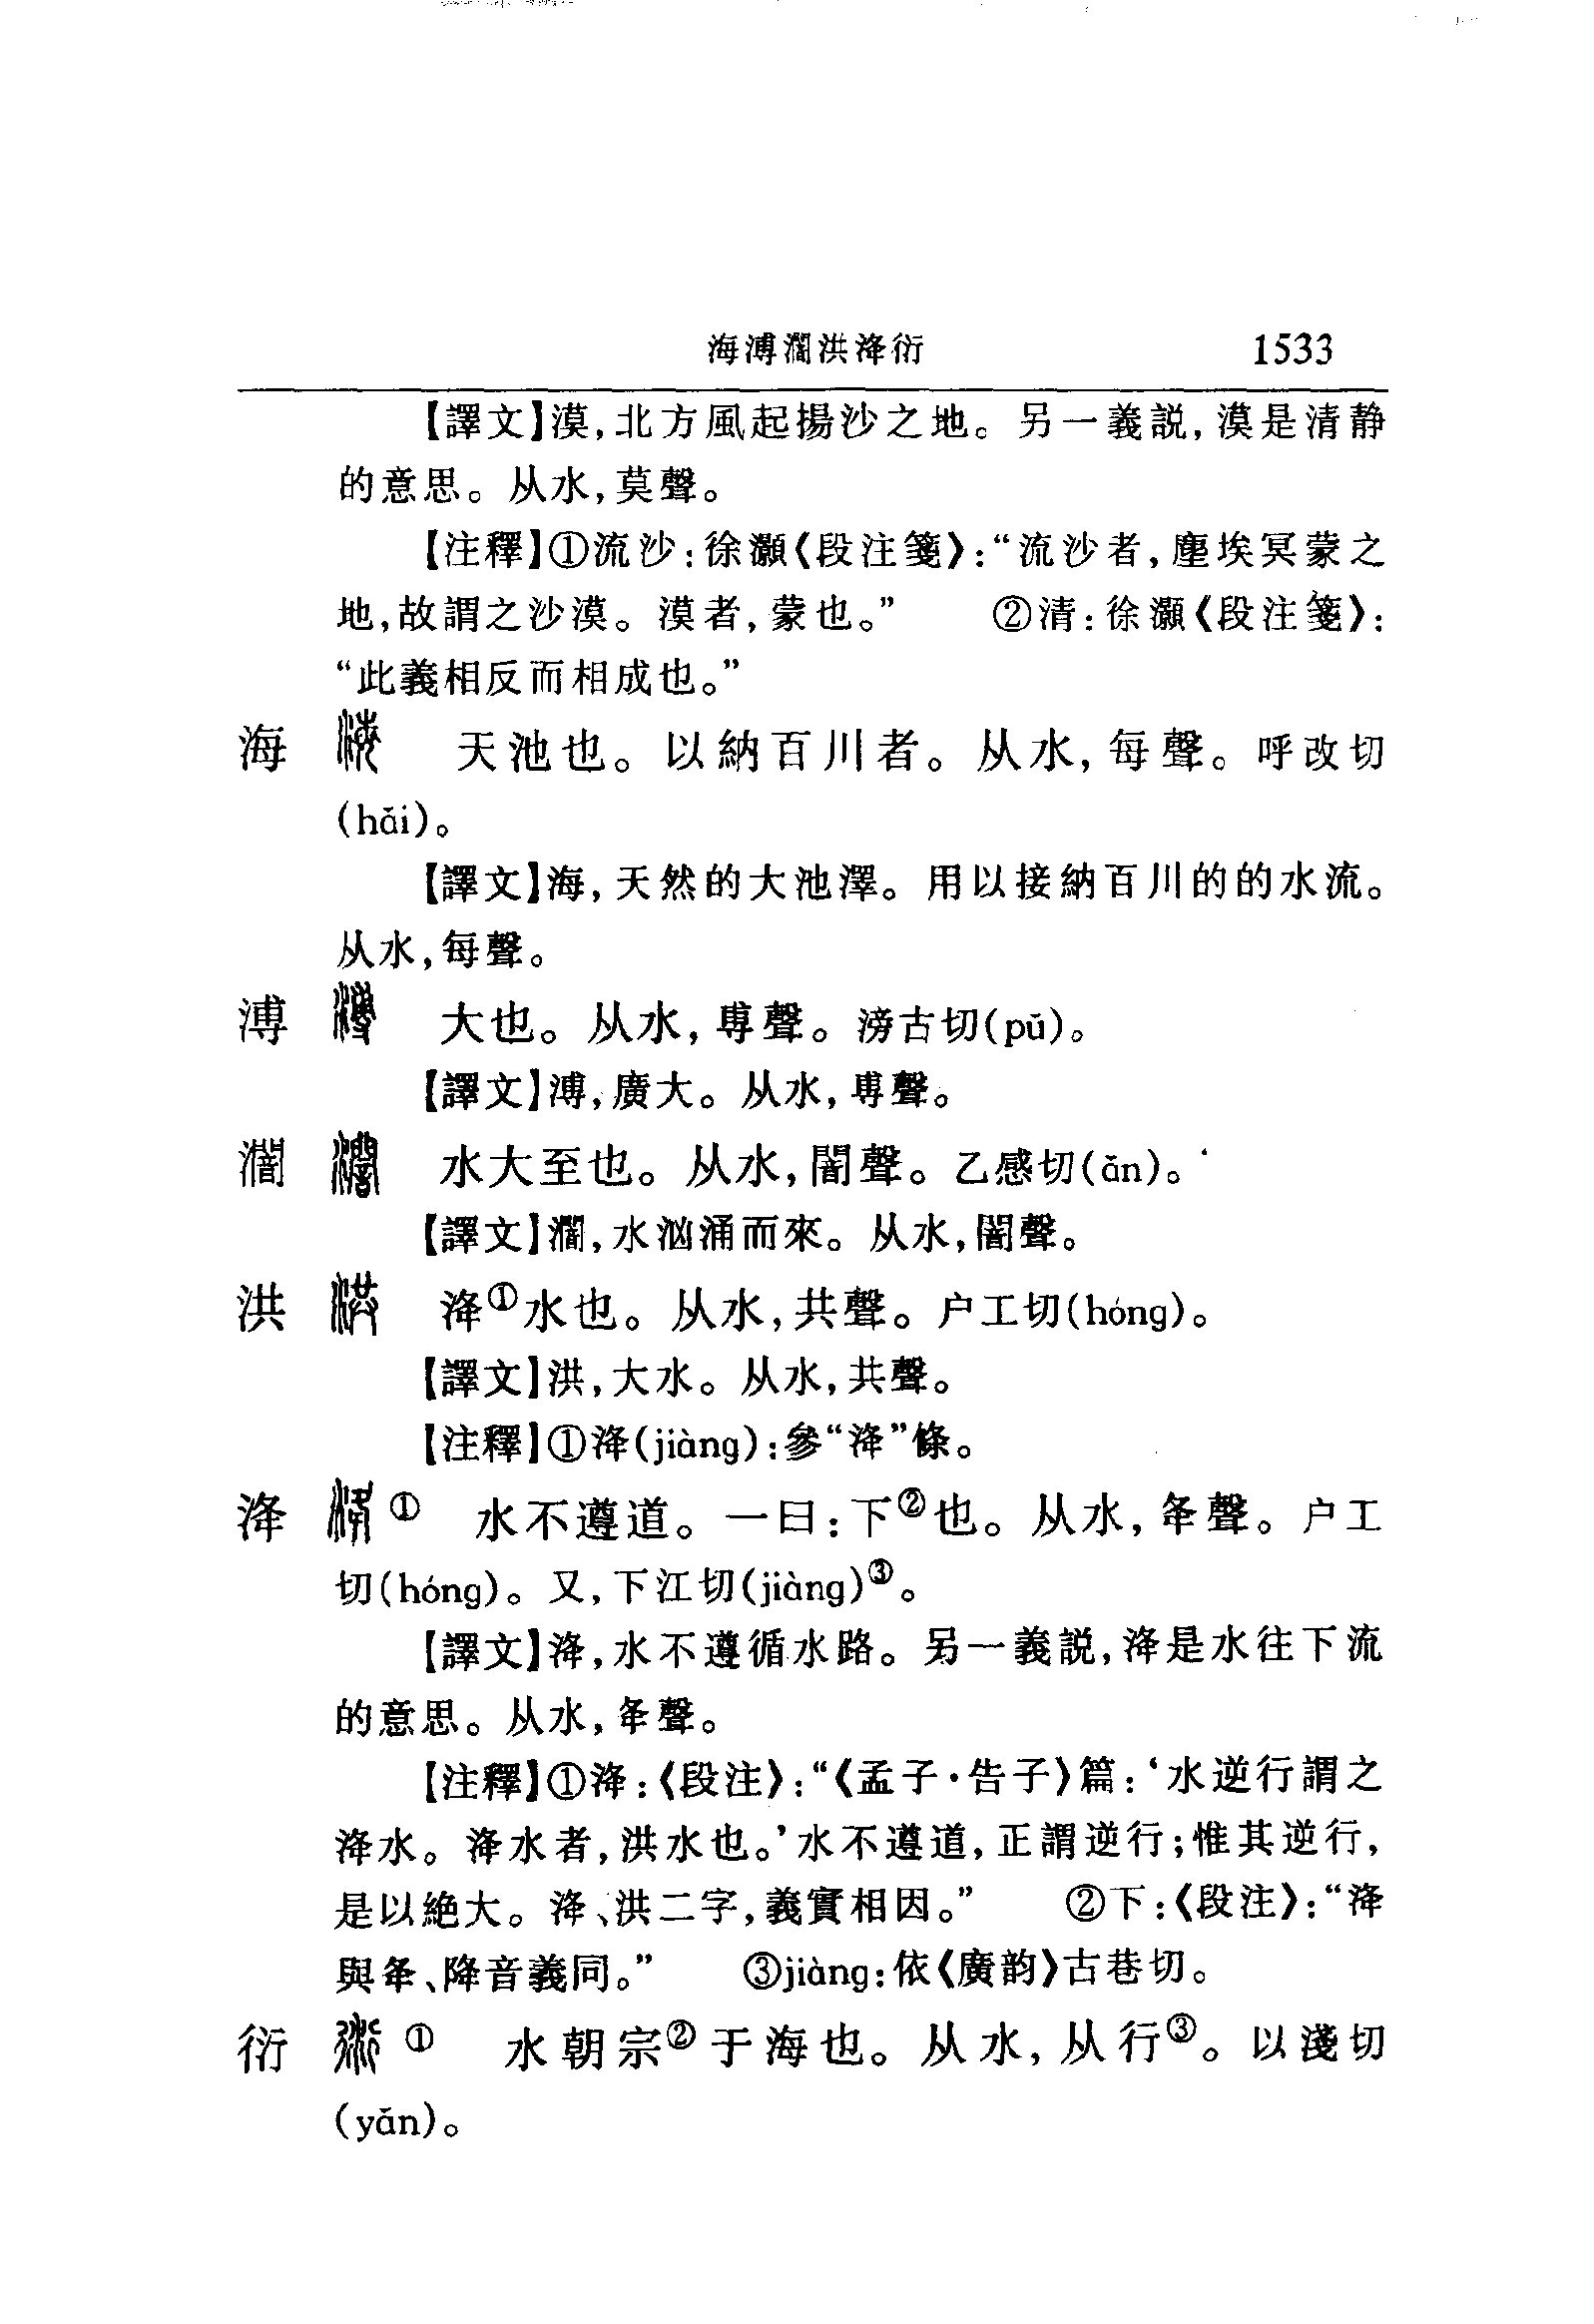 海溥濶洪洚衍 1533
【譯文】漠,北方風起揚沙之地。另一義説,漠是清静
的意思。从水,莫聲。
【注釋】①流沙:徐灝《段注箋》:“流沙者,塵埃冥蒙之
地,故謂之沙漠。漠者,蒙也。” ②清:徐灝《段注箋》:
“此義相反而相成也。”
海 天池也。以納百川者。从水,每聲。呼改切
(hǎi)。
【譯文】海,天然的大池澤。用以接納百川的的水流。
从水,每聲。
溥 大也。从水,尃聲。滂古切(pǔ)。
【譯文】溥,廣大。从水,尃聲。
灍 水大至也。从水,闇聲。乙感切(ǎn)。
【譯文】灍,水洶涌而來。从水,闇聲。
洪 洚①水也。从水,共聲。户工切(hóng)。
【譯文】洪,大水。从水,共聲。
【注釋】①洚(jiàng):參“洚”條。
洚 ① 水不遵道。一曰:下②也。从水,夅聲。户工
切(hóng)。又,下江切(jiàng)③。
【譯文】洚,水不遵循水路。另一義説,洚是水往下流
的意思。从水,夅聲。
【注釋】①洚:《段注》:“《孟子·告子》篇:‘水逆行謂之
洚水。洚水者,洪水也。’水不遵道,正謂逆行;惟其逆行,
是以絶大。洚、洪二字,義實相因。” ②下:《段注》:“洚
與夅、降音義同。” ③jiàng:依《廣韵》古巷切。
衍 ① 水朝宗②于海也。从水,从行③。以淺切
(yǎn)。